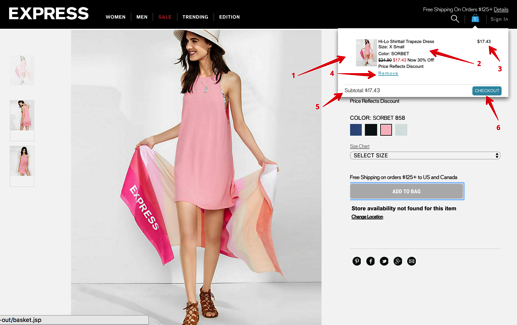 EXPRESS
WOMEN MEN SALE TRENDING EDITION
Free Shipping On Orders $125+ Details
Sign In
Hi-Lo Shirttail Trapeze Dress
$17.43
Size: X Small
Color: SORBET
$24.90 $17.43 Now 30% Off!
Price Reflects Discount
Remove
Subtotal: $17.43
CHECKOUT
1
2
3
4
5
6
Price Reflects Discount
COLOR: SORBET 858
Size Chart
SELECT SIZE
Free Shipping on orders $125+ to US and Canada
ADD TO BAG
Store availability not found for this item
Change Location
EXPRESS
-out/basket.jsp